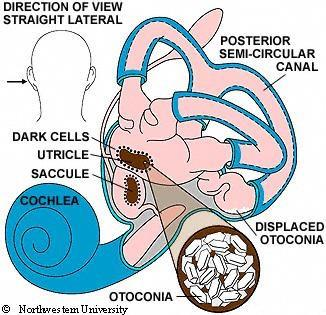 DIRECTION OF VIEW
STRAIGHT LATERAL
POSTERIOR
SEMI-CIRCULAR
CANAL
DARK CELLS
UTRICLE
SACCULE
COCHLEA
DISPLACED
OTOCONIA
OTOCONIA
© Northwestern University